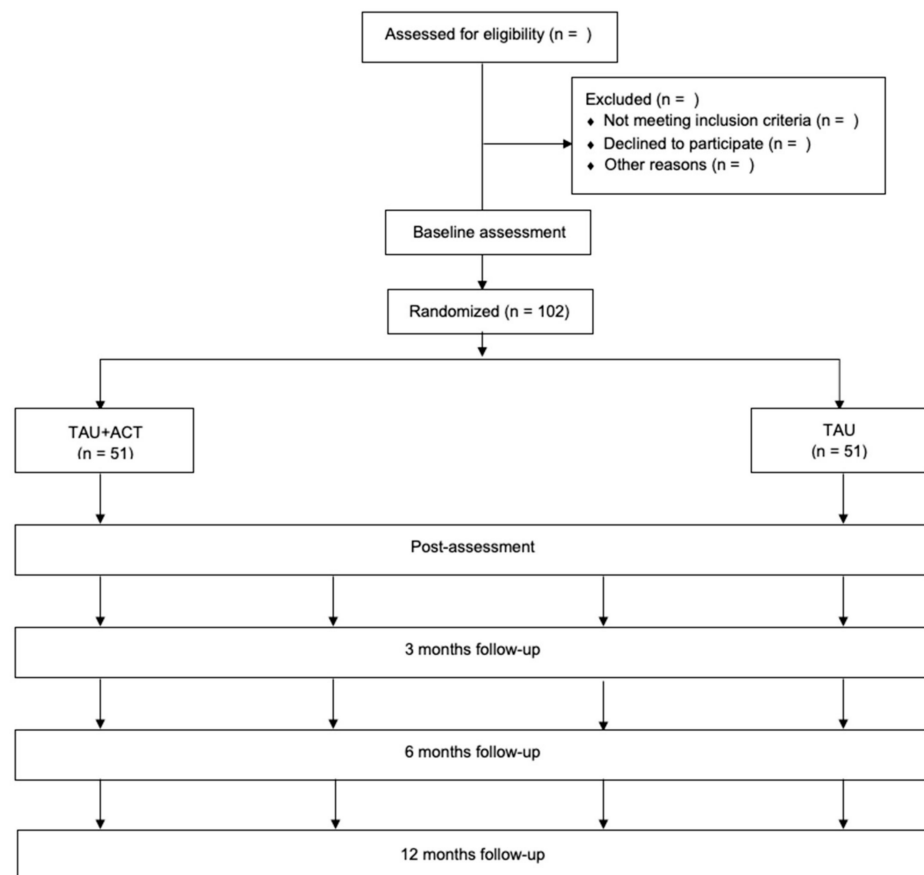 Assessed for eligibility (n =  )
Excluded (n =  )
♦ Not meeting inclusion criteria (n =  )
♦ Declined to participate (n =  )
♦ Other reasons (n =  )
Baseline assessment
Randomized (n = 102)
TAU+ACT
(n = 51)
TAU
(n = 51)
Post-assessment
3 months follow-up
6 months follow-up
12 months follow-up